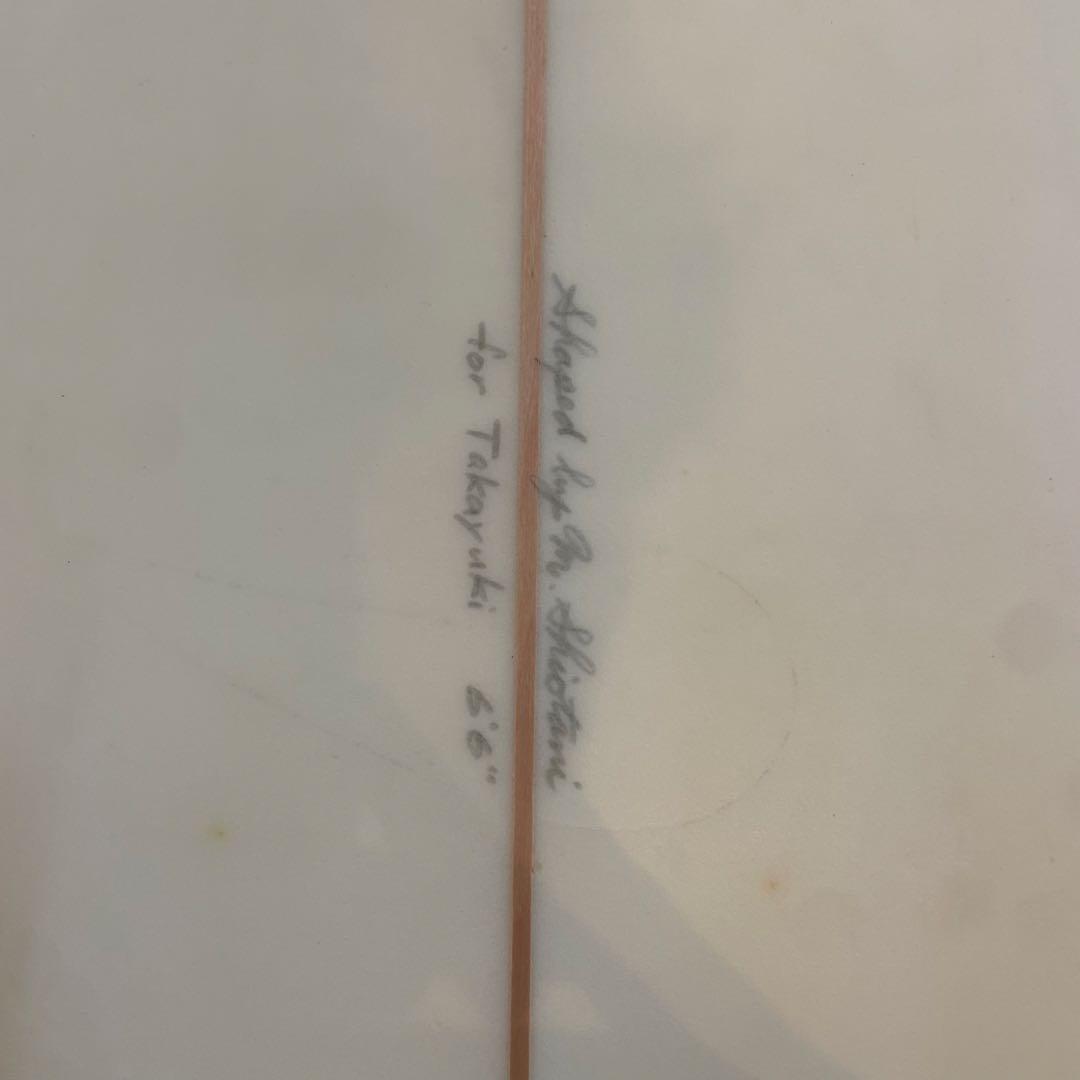 Shaped by M. Shiotani
for Takayuki 6'6"